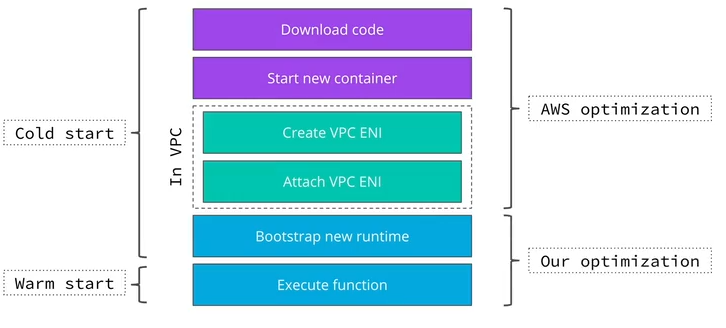 Download code
Start new container
Cold start
In VPC
Create VPC ENI
Attach VPC ENI
AWS optimization
Bootstrap new runtime
Warm start
Execute function
Our optimization